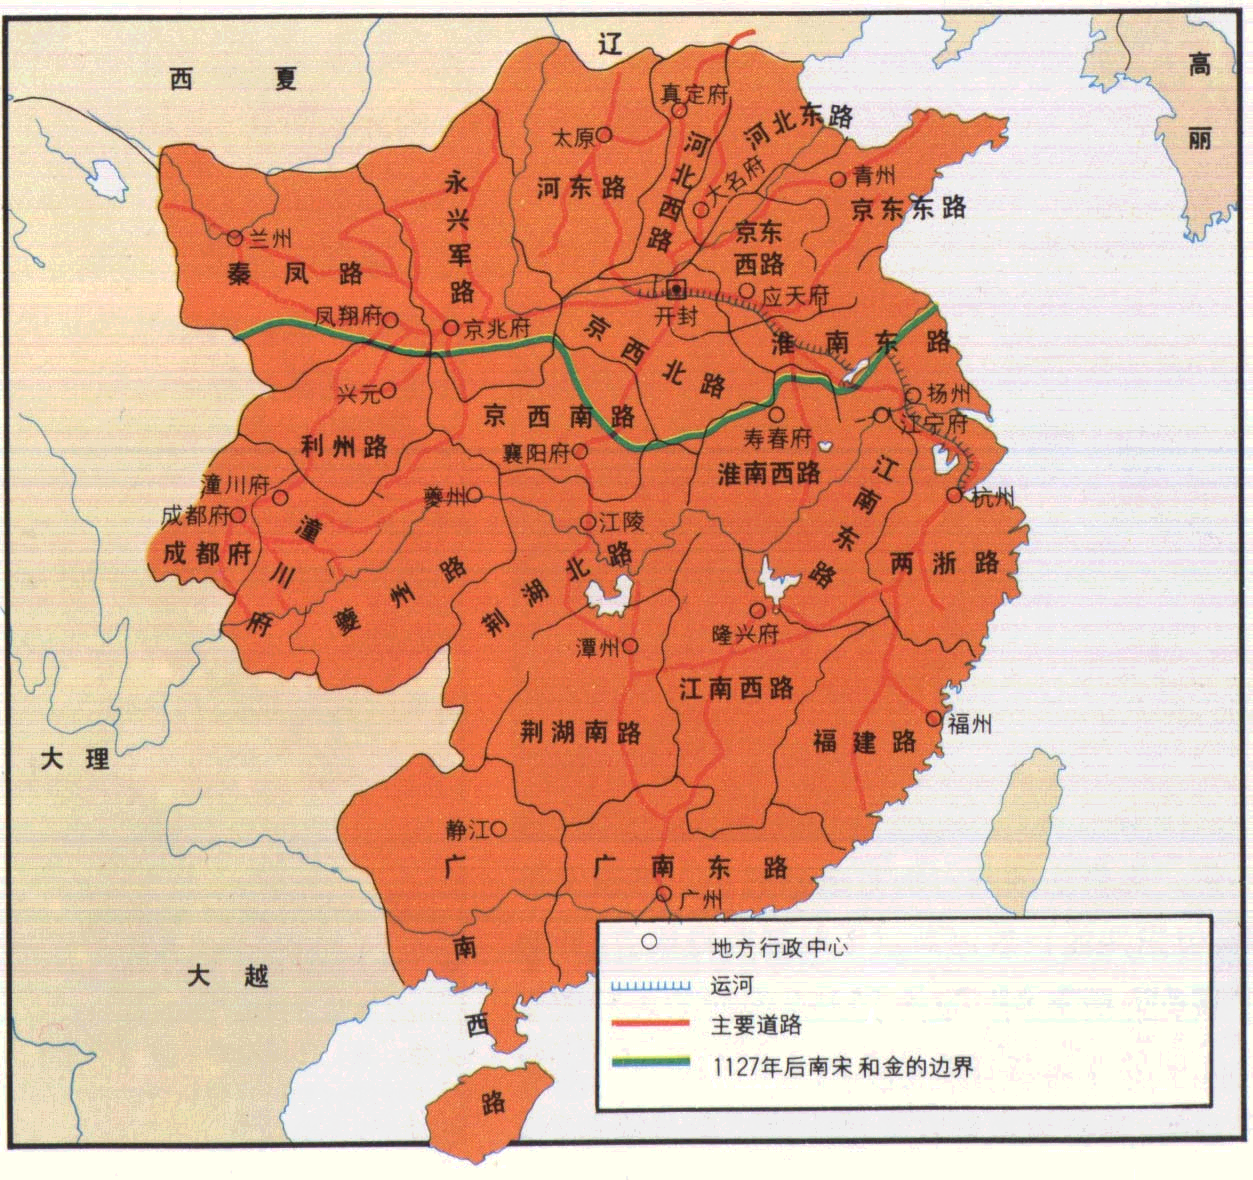 辽
西夏
高丽
真定府
河北东路
太原
河北西路
大名府
永兴军路
河东路
青州
京东东路
京东
西路
兰州
秦凤路
应天府
开封
凤翔府
京兆府
京西北路
淮南东路
兴元
扬州
京西南路
江宁府
寿春府
利州路
襄阳府
淮南西路
江南东路
潼川府
夔州
杭州
成都府
江陵
成都府
潼川府
夔州路
荆湖北路
两浙路
隆兴府
潭州
江南西路
荆湖南路
福州
福建路
大理
静江
广南西路
广南东路
广州
大越
地方行政中心
运河
主要道路
1127年后南宋和金的边界